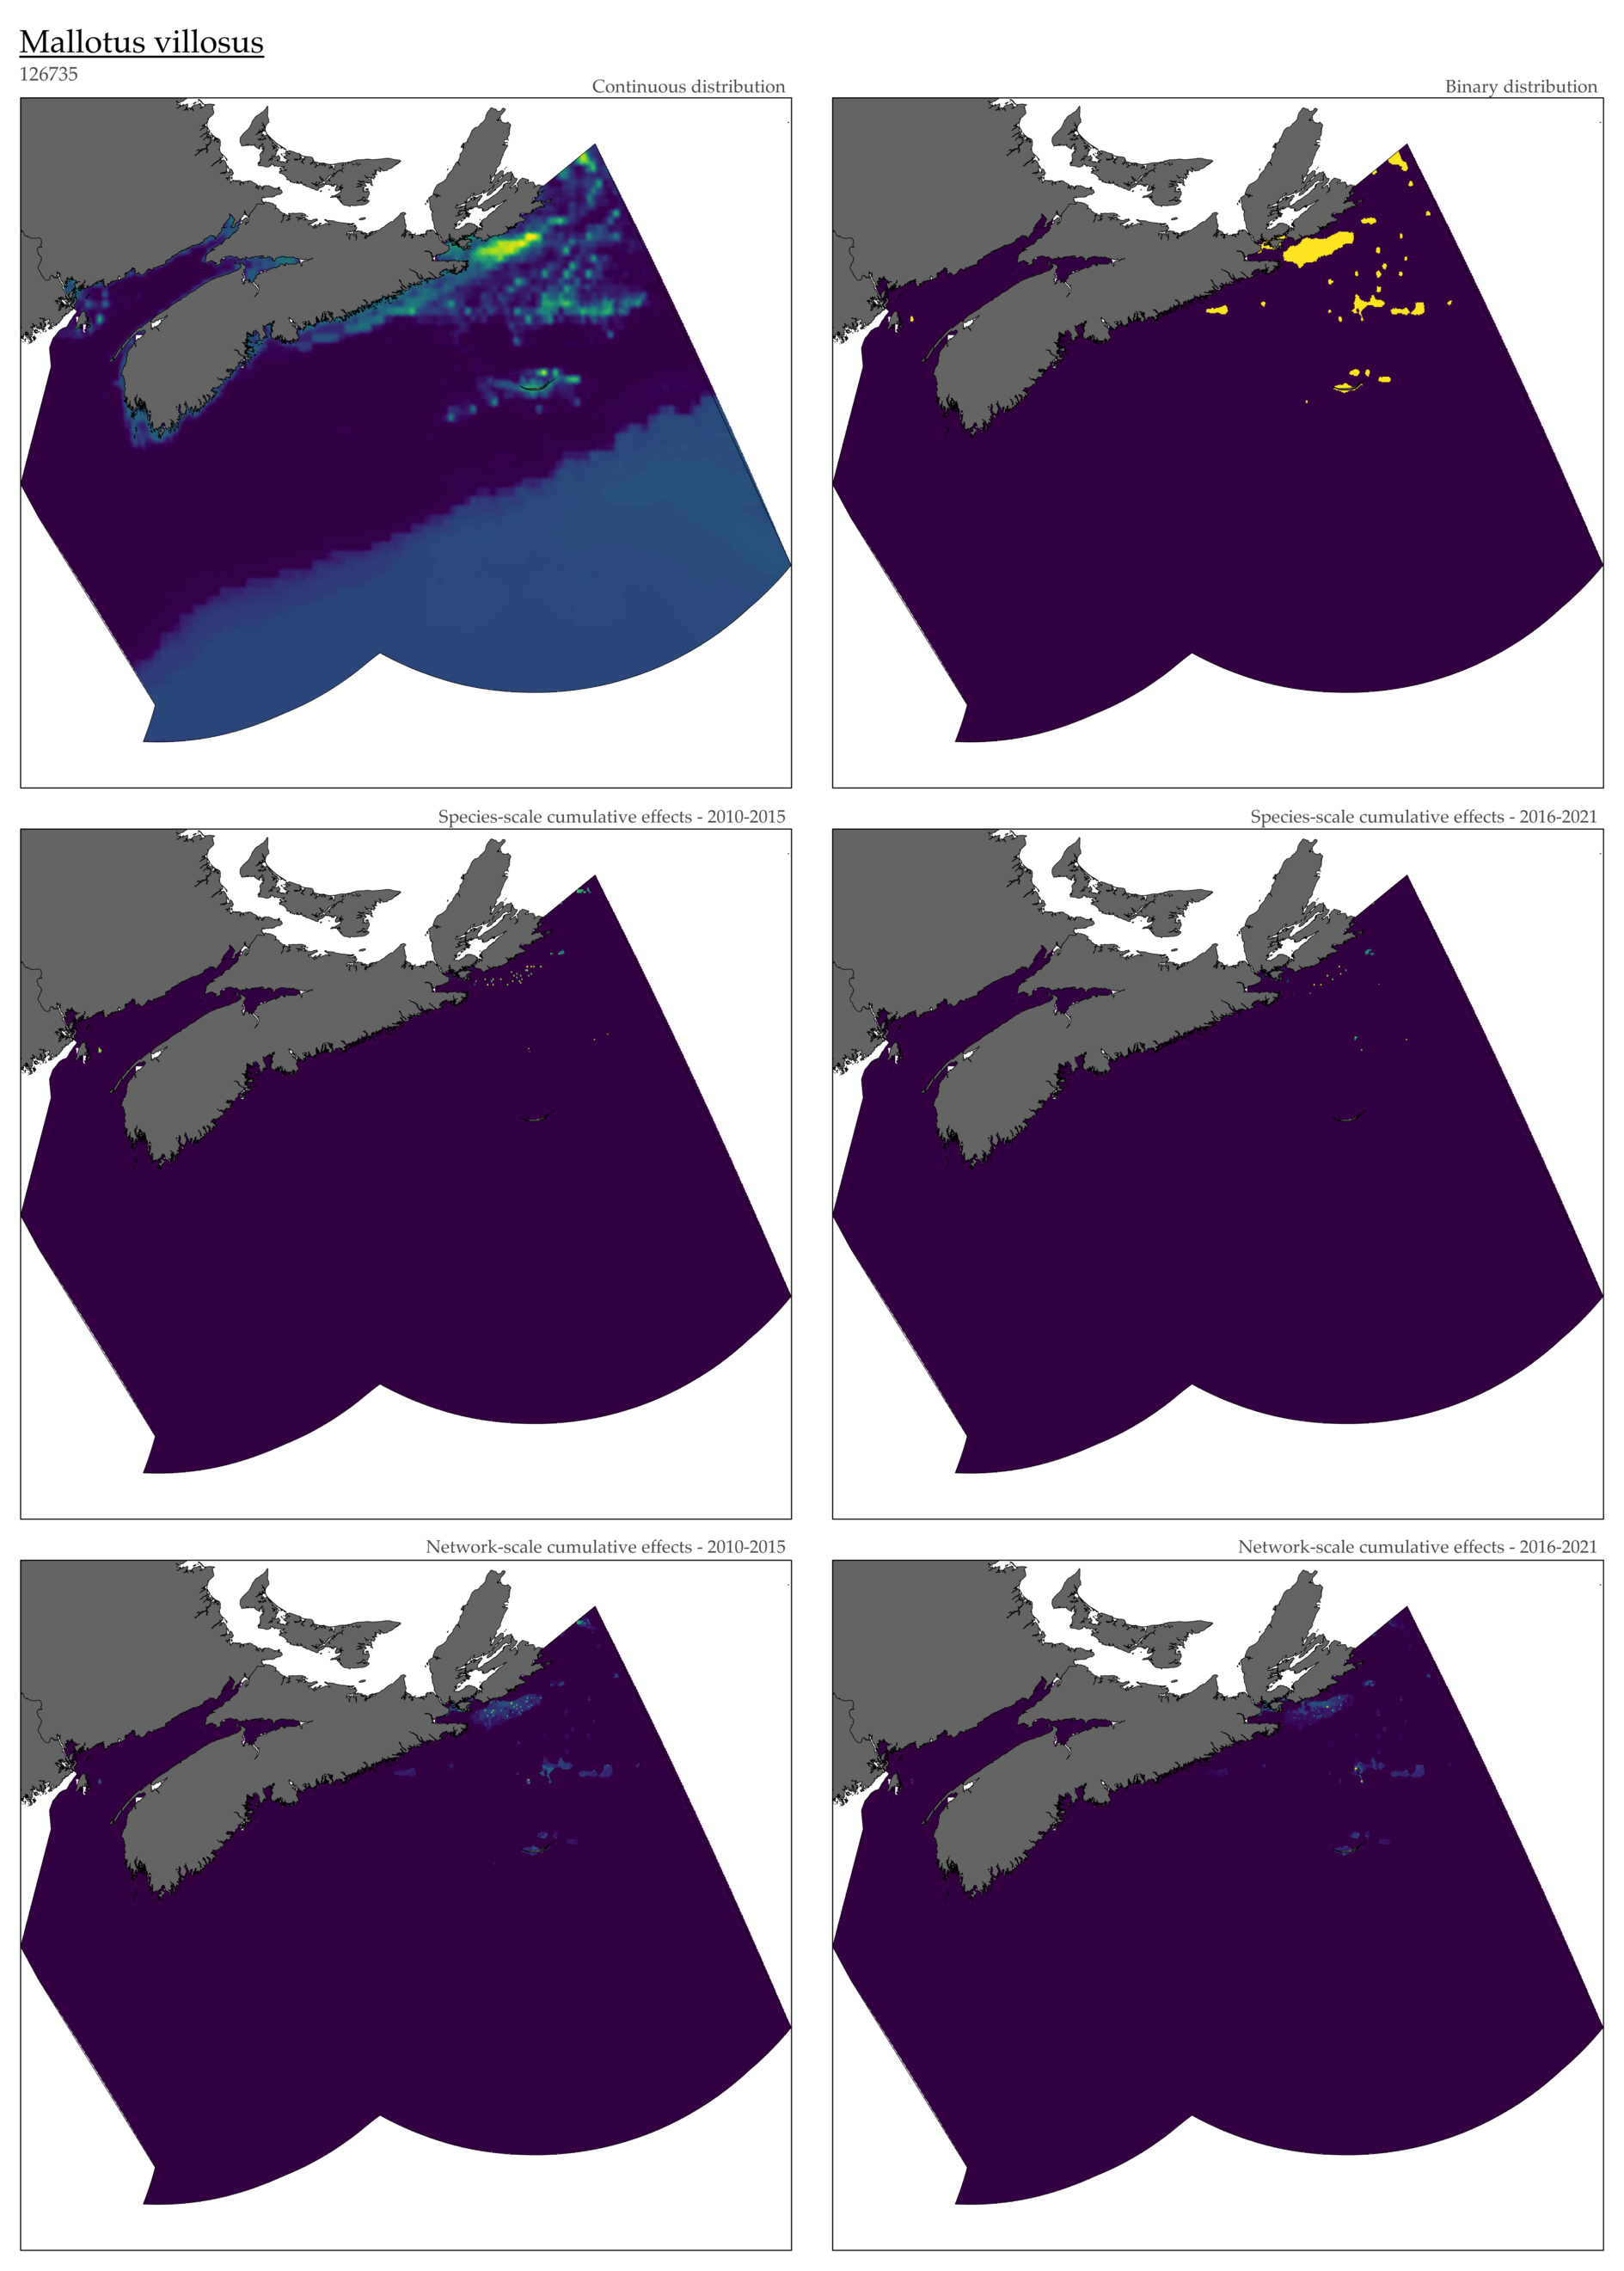 Mallotus villosus
126735
Continuous distribution
Binary distribution
Species-scale cumulative effects - 2010-2015
Species-scale cumulative effects - 2016-2021
Network-scale cumulative effects - 2010-2015
Network-scale cumulative effects - 2016-2021